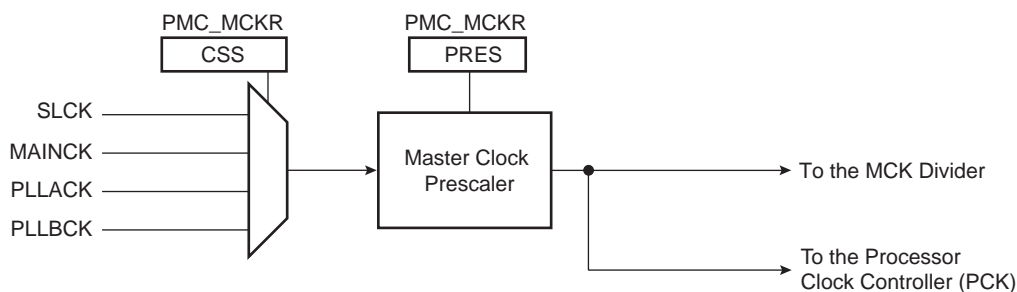 PMC_MCKR
PMC_MCKR
CSS
PRES
SLCK
MAINCK
PLLACK
PLLBCK
Master Clock
Prescaler
To the MCK Divider
To the Processor
Clock Controller (PCK)